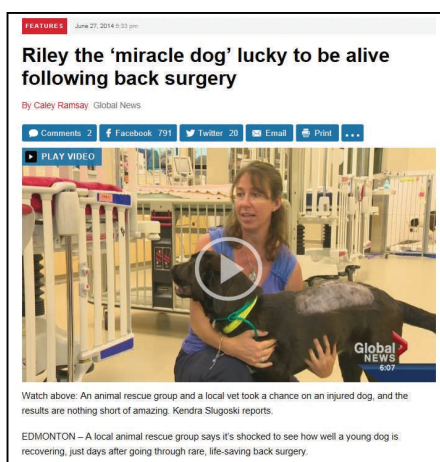 FEATURES June 27, 2014 5:33 pm
Riley the ‘miracle dog’ lucky to be alive
following back surgery
By Caley Ramsay Global News
Comments 2 Facebook 791 Twitter 20 Email Print ...
PLAY VIDEO
Global
NEWS
6:07
Watch above: An animal rescue group and a local vet took a chance on an injured dog, and the
results are nothing short of amazing. Kendra Slugoski reports.
EDMONTON – A local animal rescue group says it’s shocked to see how well a young dog is
recovering, just days after going through rare, life-saving back surgery.